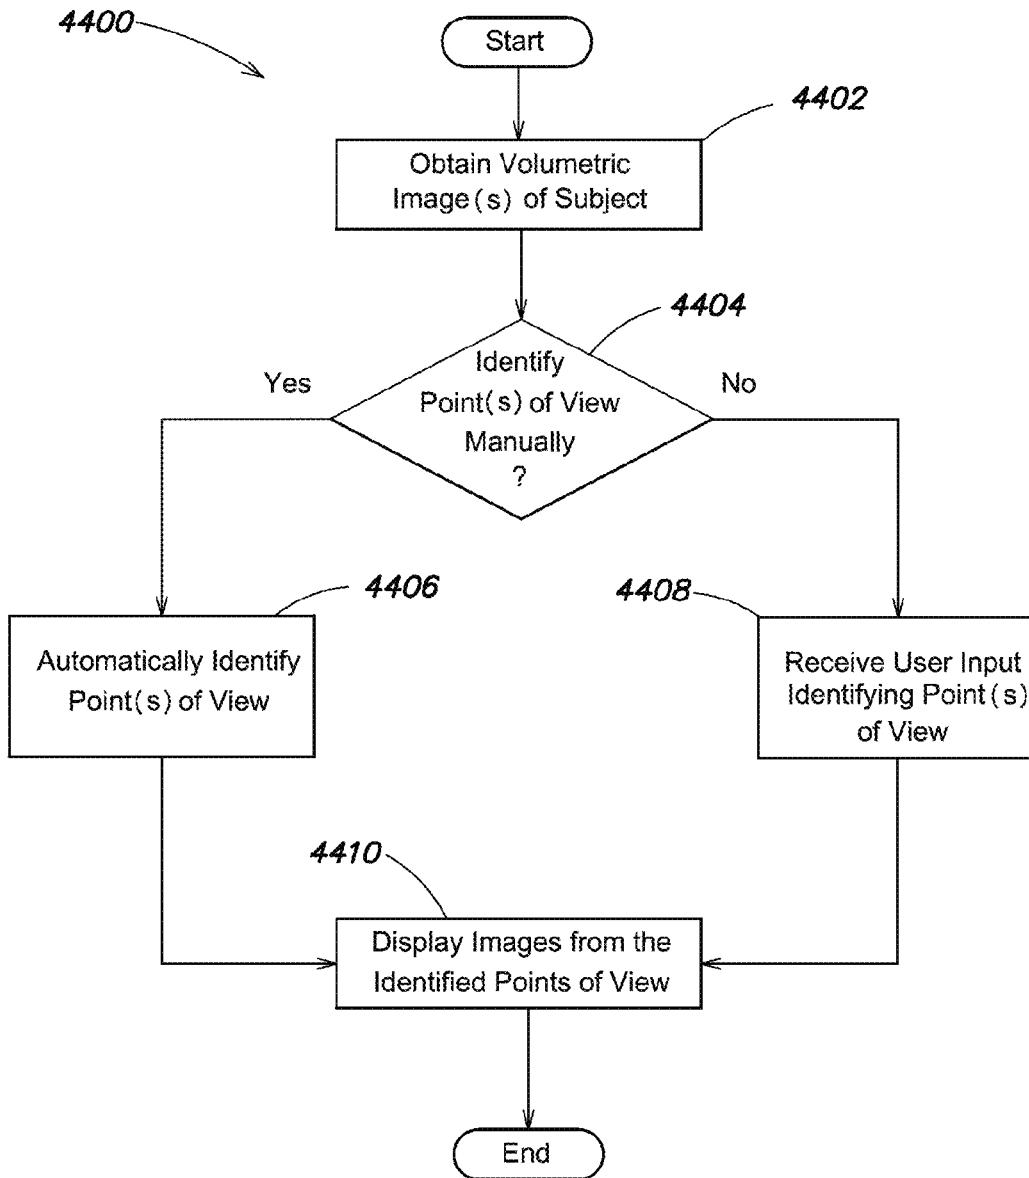 4400
Start
4402
Obtain Volumetric
Image(s) of Subject
4404
Identify
Point(s) of View
Manually
?
Yes
No
4406
Automatically Identify
Point(s) of View
4408
Receive User Input
Identifying Point(s)
of View
4410
Display Images from the
Identified Points of View
End